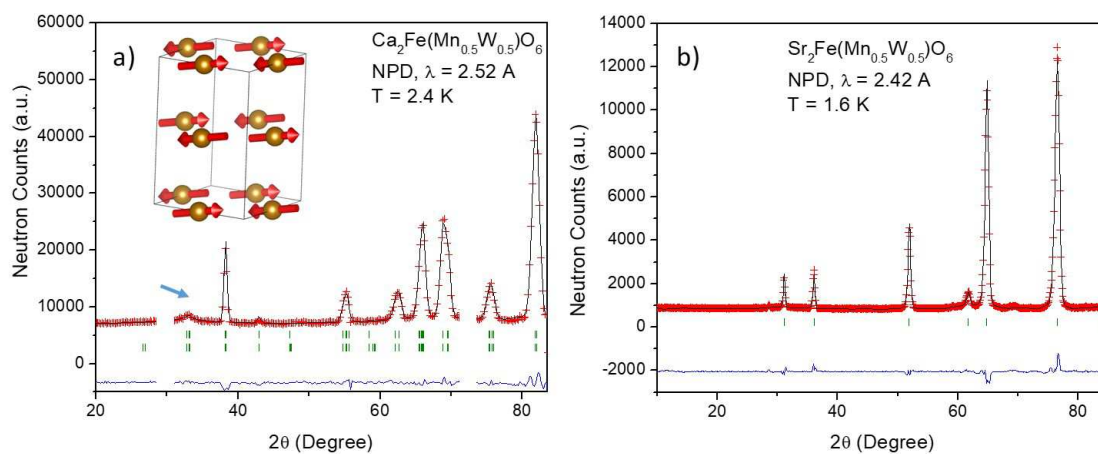 a)
Ca2Fe(Mn0.5W0.5)O6
NPD, λ = 2.52 A
T = 2.4 K
Neutron Counts (a.u.)
60000
50000
40000
30000
20000
10000
0
20
40
60
80
2θ (Degree)
b)
Sr2Fe(Mn0.5W0.5)O6
NPD, λ = 2.42 A
T = 1.6 K
Neutron Counts (a.u.)
14000
12000
10000
8000
6000
4000
2000
0
-2000
20
40
60
80
2θ (Degree)